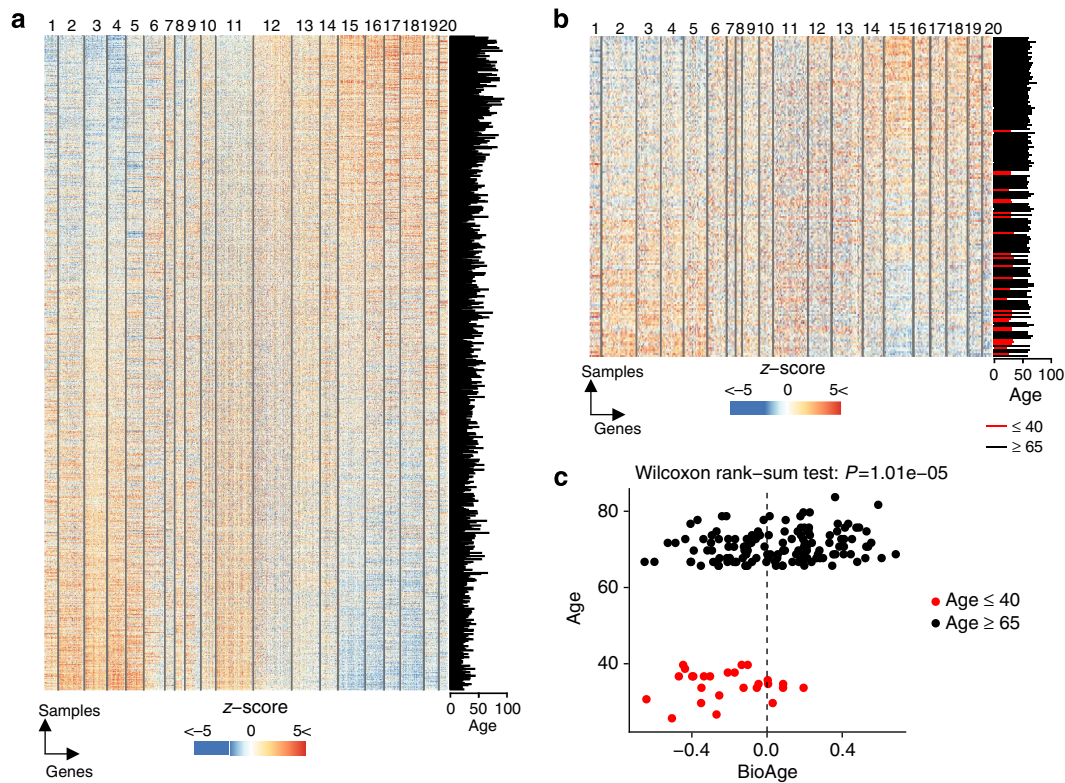 a
1 2 3 4 5 6 7 8 9 10 11 12 13 14 15 16 17 18 19 20
0 50 100
Age
Samples
Genes
z−score
<−5 0 5<
b
1 2 3 4 5 6 7 8 9 10 11 12 13 14 15 16 17 18 19 20
0 50 100
Age
≤ 40
≥ 65
Samples
Genes
z−score
<−5 0 5<
c
Wilcoxon rank−sum test: P=1.01e−05
80
60
40
Age
−0.4 0.0 0.4
BioAge
Age ≤ 40
Age ≥ 65